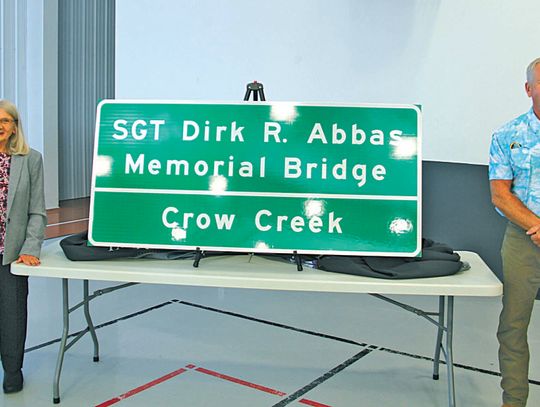 SGT Dirk R. Abbas
Memorial Bridge
Crow Creek